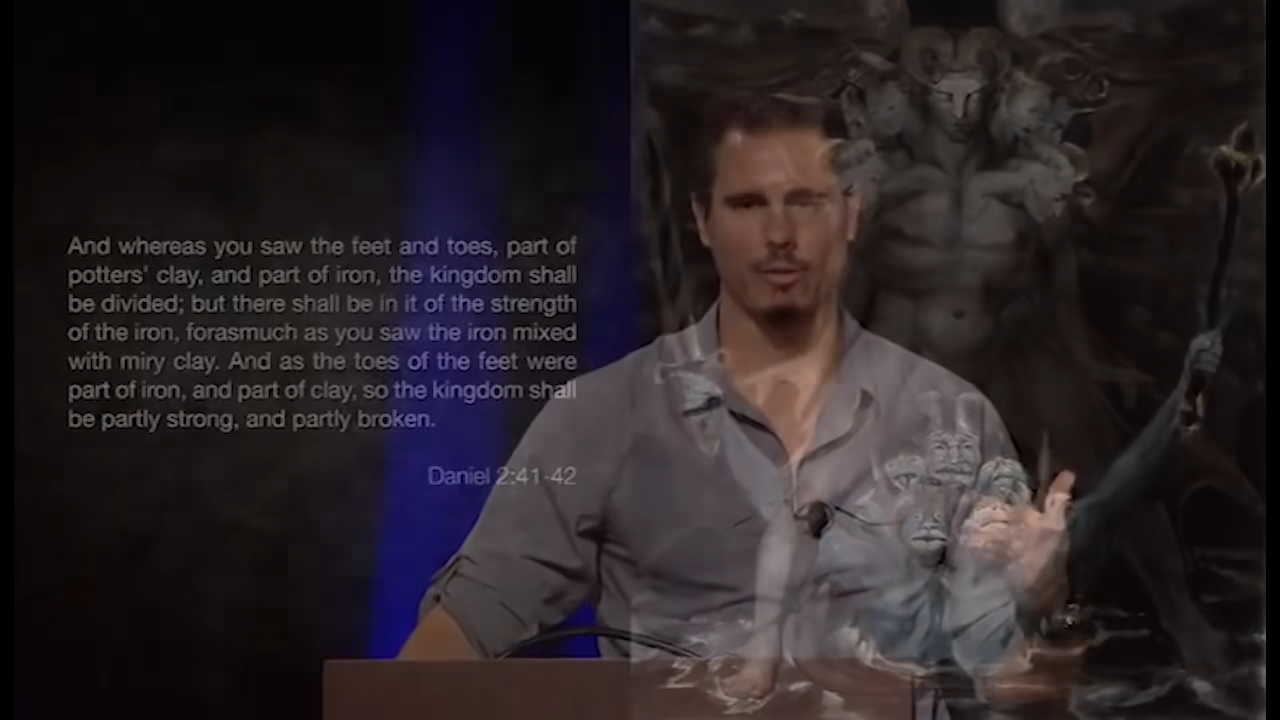 And whereas you saw the feet and toes, part of
potters' clay, and part of iron, the kingdom shall
be divided; but there shall be in it of the strength
of the iron, forasmuch as you saw the iron mixed
with miry clay. And as the toes of the feet were
part of iron, and part of clay, so the kingdom shall
be partly strong, and partly broken.
Daniel 2:41-42